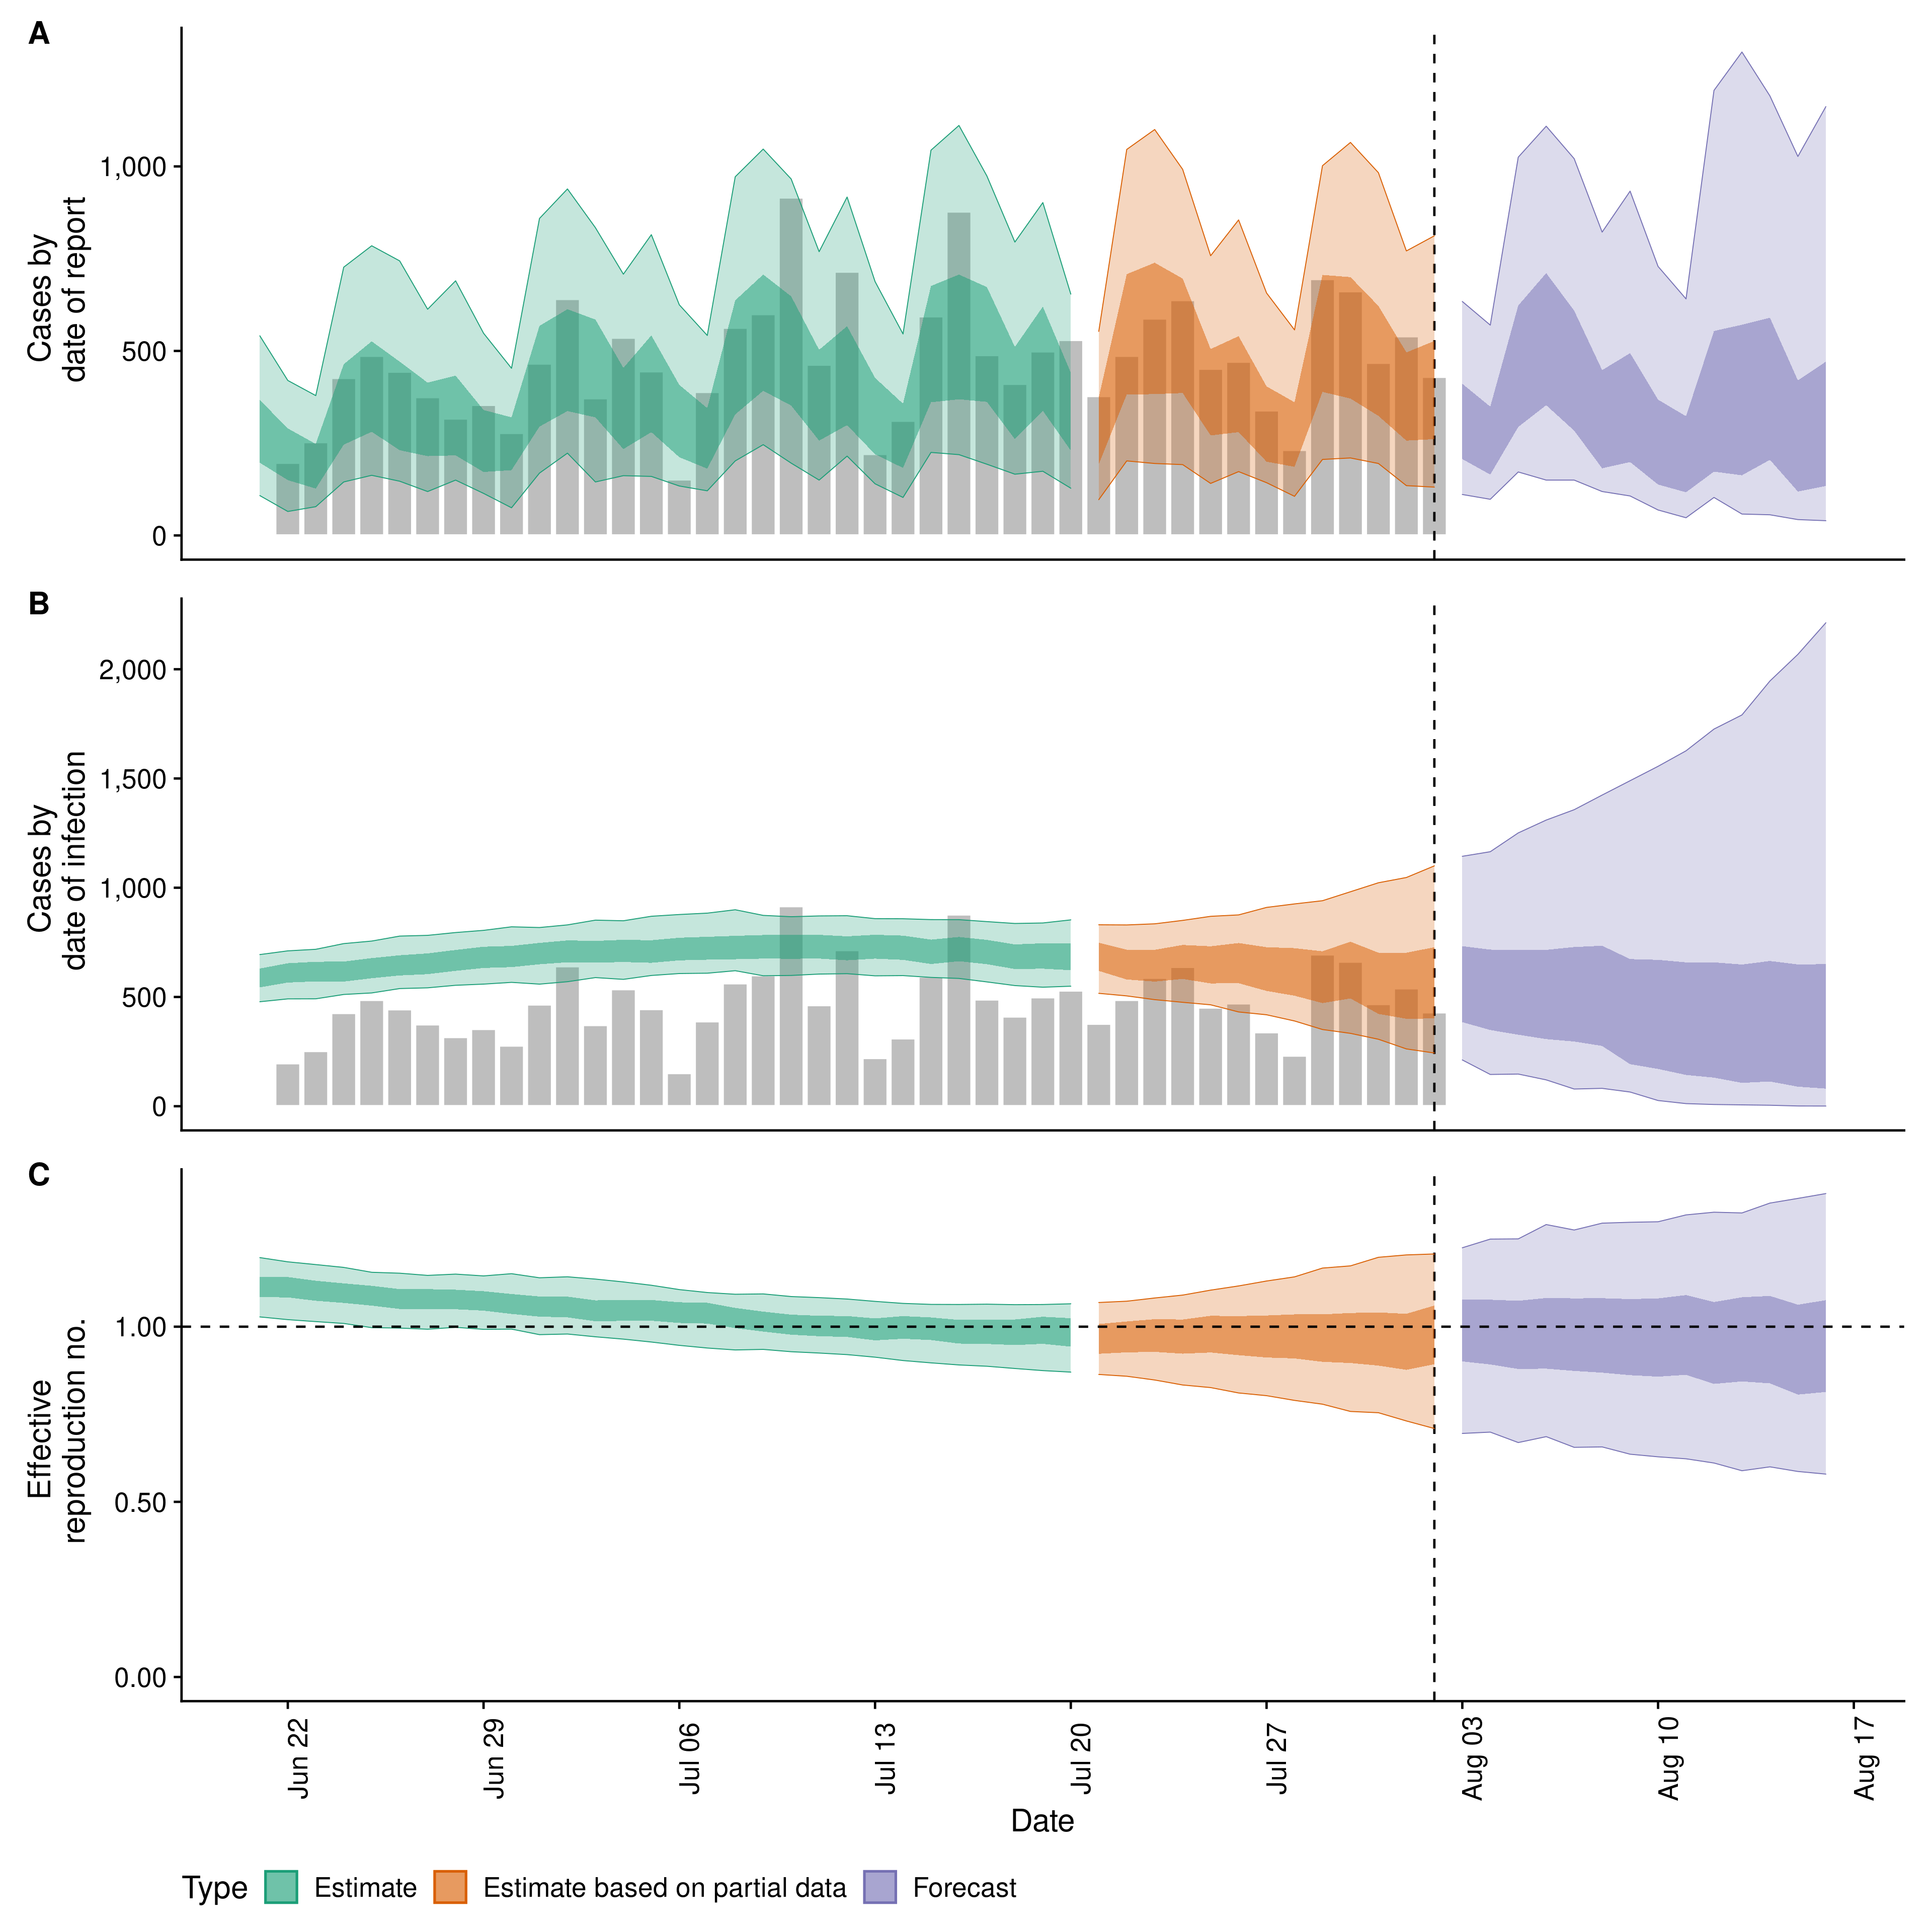 A
1,000
500
0
Cases by
date of report
B
2,000
1,500
1,000
500
0
Cases by
date of infection
C
1.00
0.50
0.00
Effective
reproduction no.
Jun 22
Jun 29
Jul 06
Jul 13
Jul 20
Jul 27
Aug 03
Aug 10
Aug 17
Date
Type Estimate Estimate based on partial data Forecast